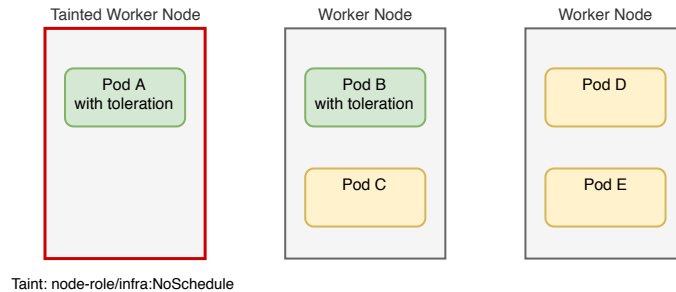 Tainted Worker Node
Worker Node
Worker Node
Pod A
with toleration
Pod B
with toleration
Pod D
Pod C
Pod E
Taint: node-role/infra:NoSchedule